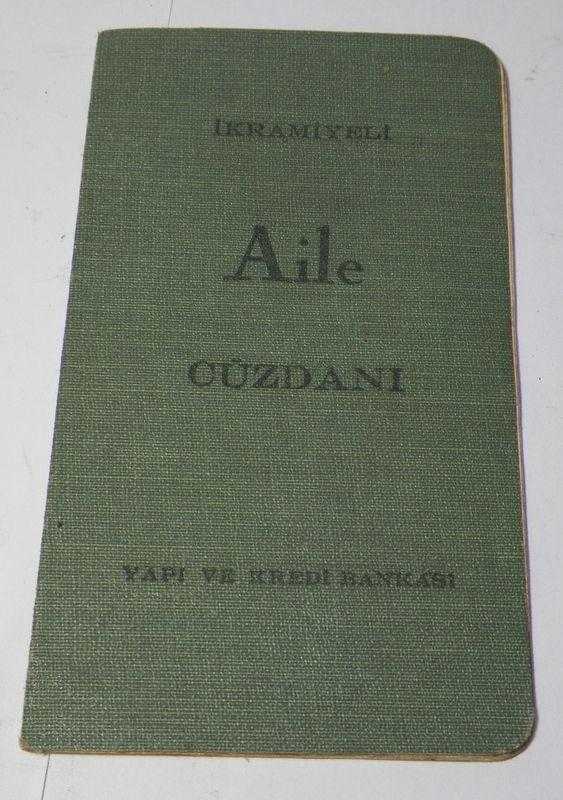 İKRAMİYELİ
Aile
CÜZDANI
YAPI VE KREDİ BANKASI